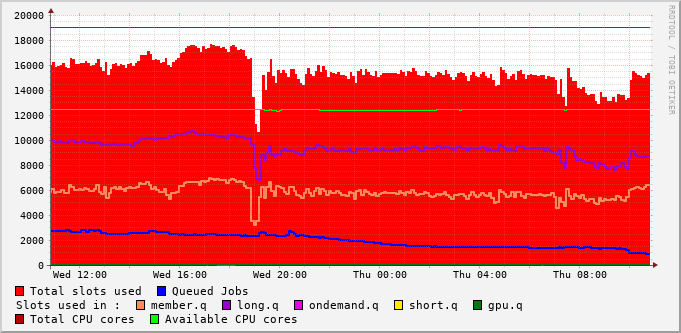 20000
18000
16000
14000
12000
10000
8000
6000
4000
2000
0
Wed 12:00 Wed 16:00 Wed 20:00 Thu 00:00 Thu 04:00 Thu 08:00
RRDTOOL / TOBI OETIKER
Total slots used Queued Jobs
Slots used in : member.q long.q ondemand.q short.q gpu.q
Total CPU cores Available CPU cores